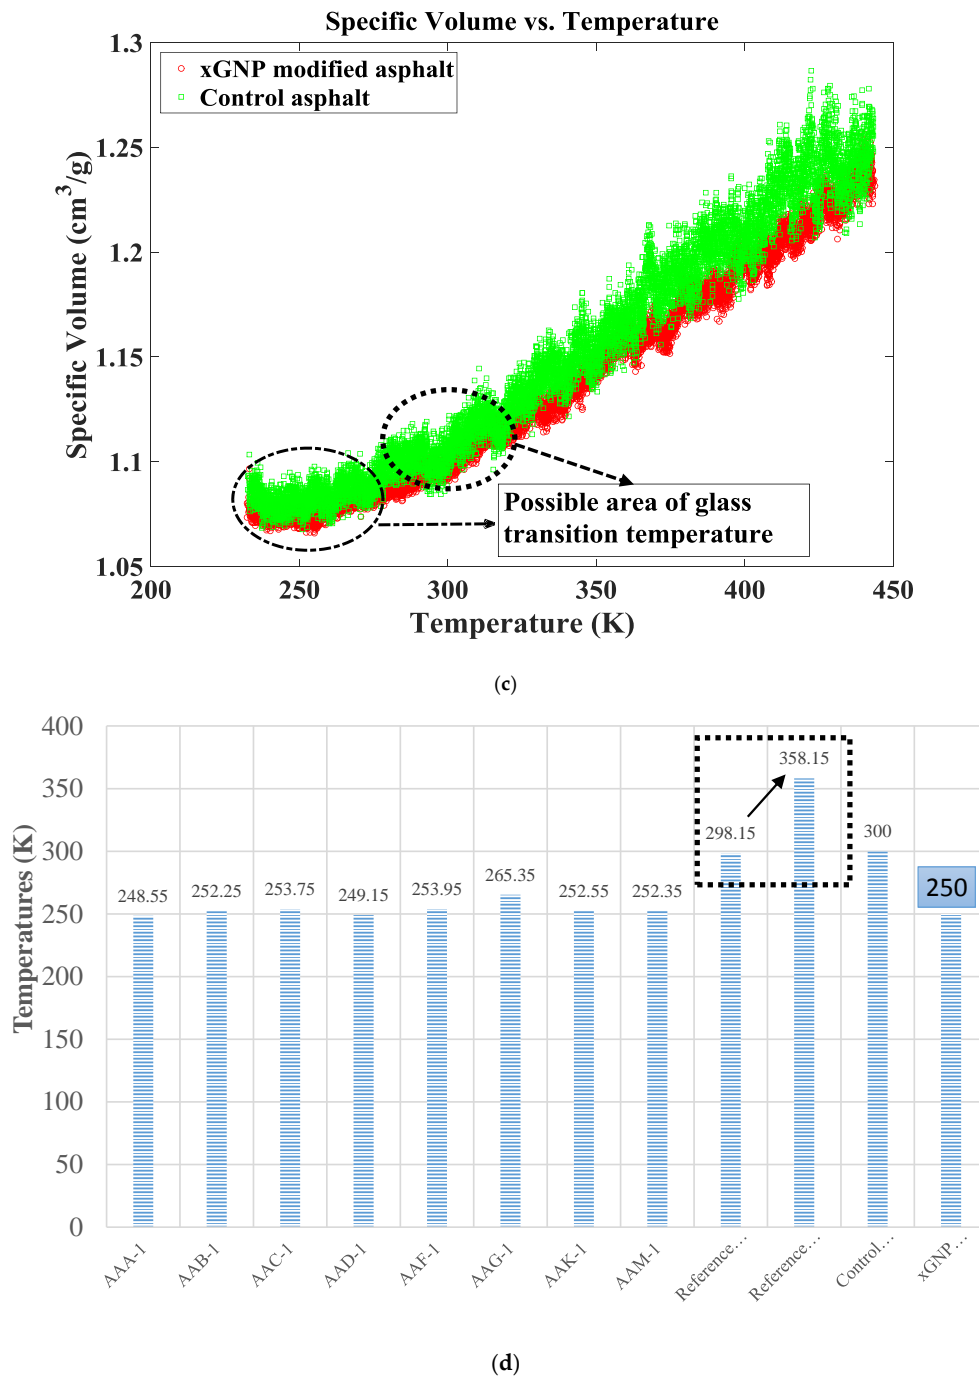 Specific Volume vs. Temperature
1.3
1.25
1.2
1.15
1.1
1.05
Specific Volume (cm³/g)
xGNP modified asphalt
Control asphalt
Possible area of glass
transition temperature
200
250
300
350
400
450
Temperature (K)
(c)
400
350
300
250
200
150
100
50
0
Temperatures (K)
248.55
252.25
253.75
249.15
253.95
265.35
252.55
252.35
298.15
358.15
300
250
AAA-1
AAB-1
AAC-1
AAD-1
AAF-1
AAG-1
AAK-1
AAM-1
Reference…
Reference…
Control…
xGNP…
(d)